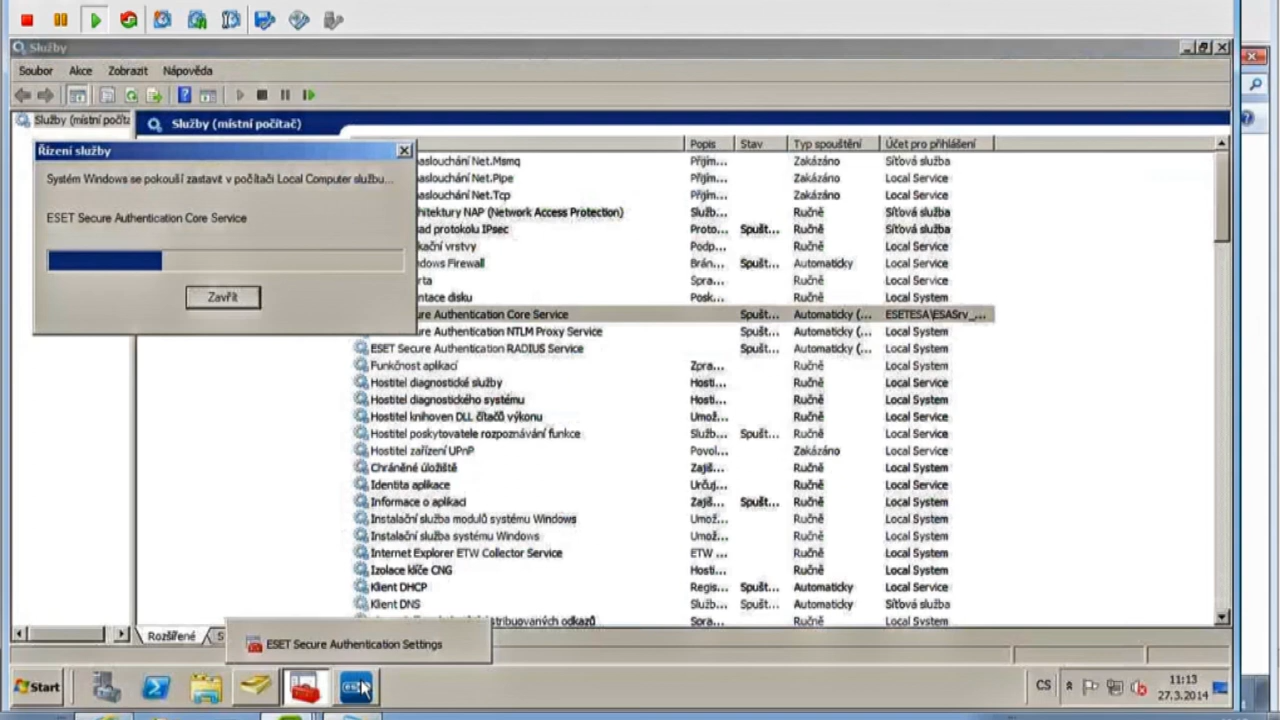 Služby
Soubor Akce Zobrazit Nápověda
Služby (místní počíta
Služby (místní počítač)
Řízení služby
Systém Windows se pokouší zastavit v počítači Local Computer službu...
ESET Secure Authentication Core Service
Zavřít
Popis Stav Typ spouštění Účet pro přihlášení
naslouchání Net.Msmq Přijím... Zakázáno Síťová služba
naslouchání Net.Pipe Přijím... Zakázáno Local Service
naslouchání Net.Tcp Přijím... Zakázáno Local Service
hitektury NAP (Network Access Protection) Služb... Ručně Síťová služba
ad protokolu IPsec Proto... Spušt... Ručně Síťová služba
kační vrstvy Podp... Ručně Local Service
dows Firewall Brán... Spušt... Automaticky Local Service
rta Spra... Ručně Local Service
ntace disku Posk... Ručně Local System
ure Authentication Core Service Spušt... Automaticky (... ESETESA\ESASrv_...
ure Authentication NTLM Proxy Service Spušt... Automaticky (... Local System
ESET Secure Authentication RADIUS Service Spušt... Automaticky (... Local System
Funkčnost aplikací Zpra... Ručně Local System
Hostitel diagnostické služby Hosti... Ručně Local Service
Hostitel diagnostického systému Hosti... Ručně Local System
Hostitel knihoven DLL čítačů výkonu Umož... Ručně Local Service
Hostitel poskytovatele rozpoznávání funkce Služb... Spušt... Ručně Local Service
Hostitel zařízení UPnP Povol... Zakázáno Local Service
Chráněné úložiště Zajiš... Ručně Local System
Identita aplikace Určuj... Ručně Local Service
Informace o aplikaci Zajiš... Spušt... Ručně Local System
Instalační služba modulů systému Windows Umož... Ručně Local System
Instalační služba systému Windows Umož... Ručně Local System
Internet Explorer ETW Collector Service ETW ... Ručně Local System
Izolace klíče CNG Hosti... Ručně Local System
Klient DHCP Regis... Spušt... Automaticky Local Service
Klient DNS Služb... Spušt... Automaticky Síťová služba
stribuovaných odkazů Spra... Ručně Local System
Rozšířené S
ESET Secure Authentication Settings
Start
CS
11:13
27.3.2014